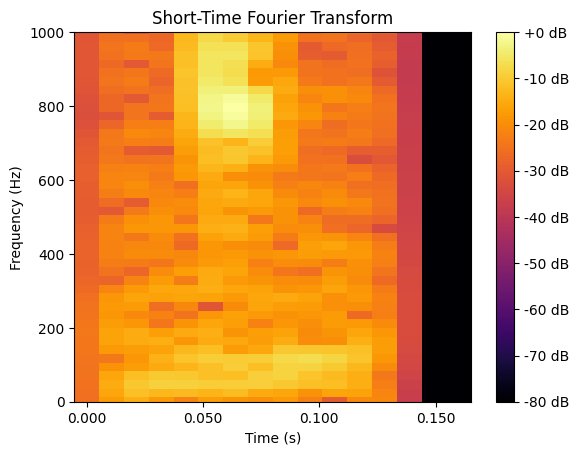 Short-Time Fourier Transform
Frequency (Hz)
1000
800
600
400
200
0
0.000
0.050
0.100
0.150
Time (s)
+0 dB
-10 dB
-20 dB
-30 dB
-40 dB
-50 dB
-60 dB
-70 dB
-80 dB